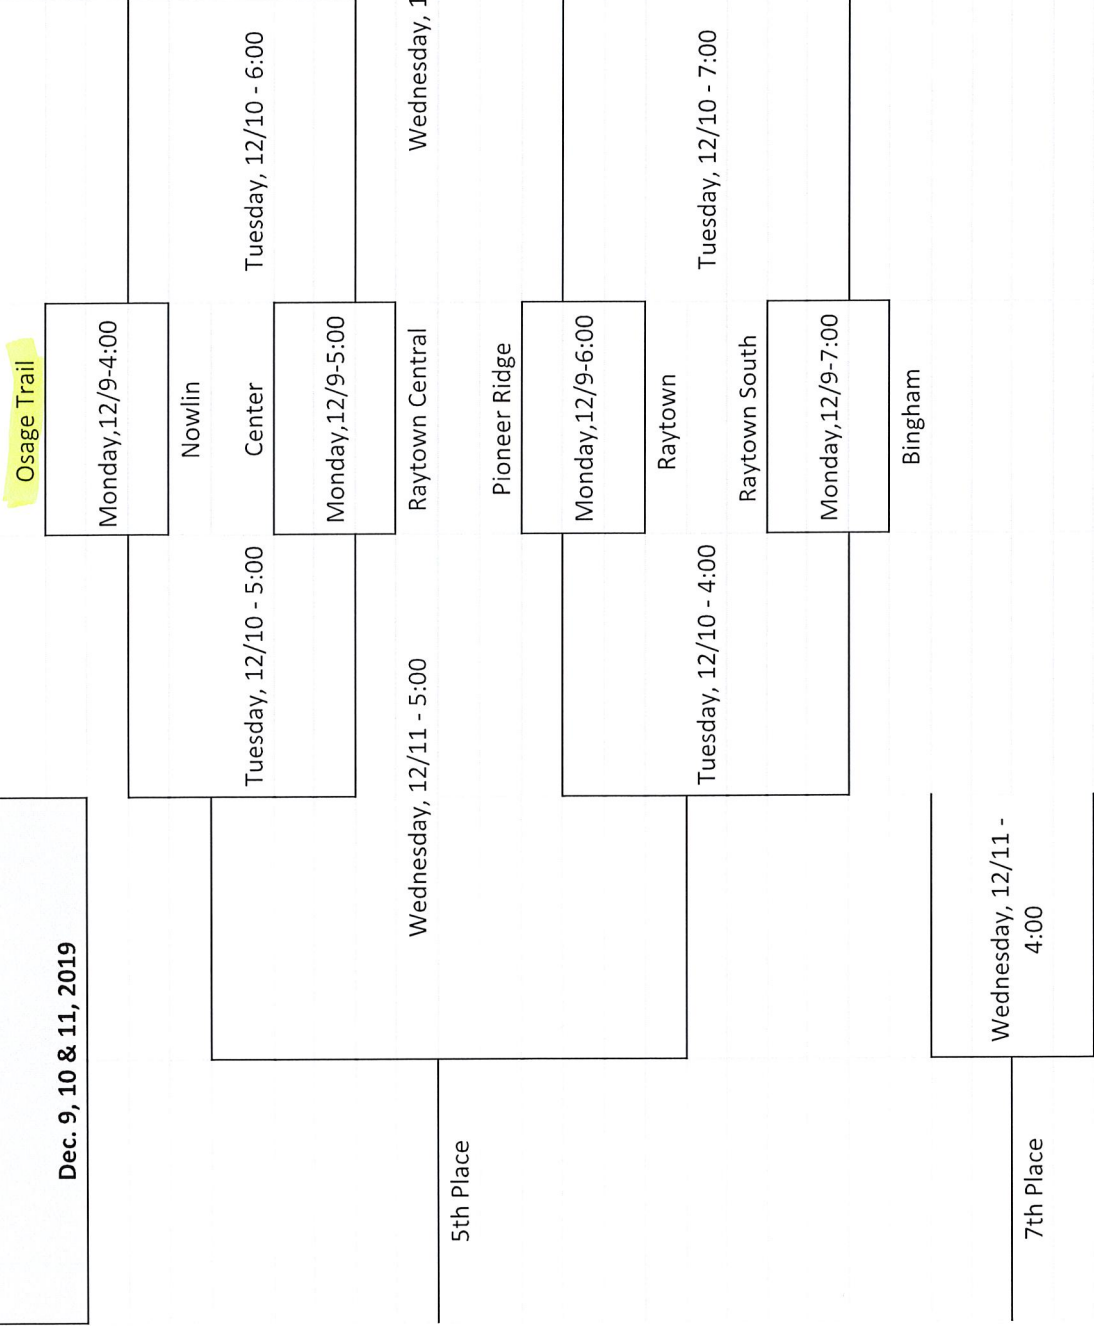 Dec. 9, 10 & 11, 2019
Osage Trail
Monday,12/9-4:00
Nowlin
Tuesday, 12/10 - 5:00
Tuesday, 12/10 - 6:00
Center
Monday,12/9-5:00
Raytown Central
Wednesday, 12/11 - 5:00
Wednesday, 1
5th Place
Pioneer Ridge
Monday,12/9-6:00
Raytown
Tuesday, 12/10 - 4:00
Tuesday, 12/10 - 7:00
Raytown South
Monday,12/9-7:00
Bingham
Wednesday, 12/11 -
4:00
7th Place